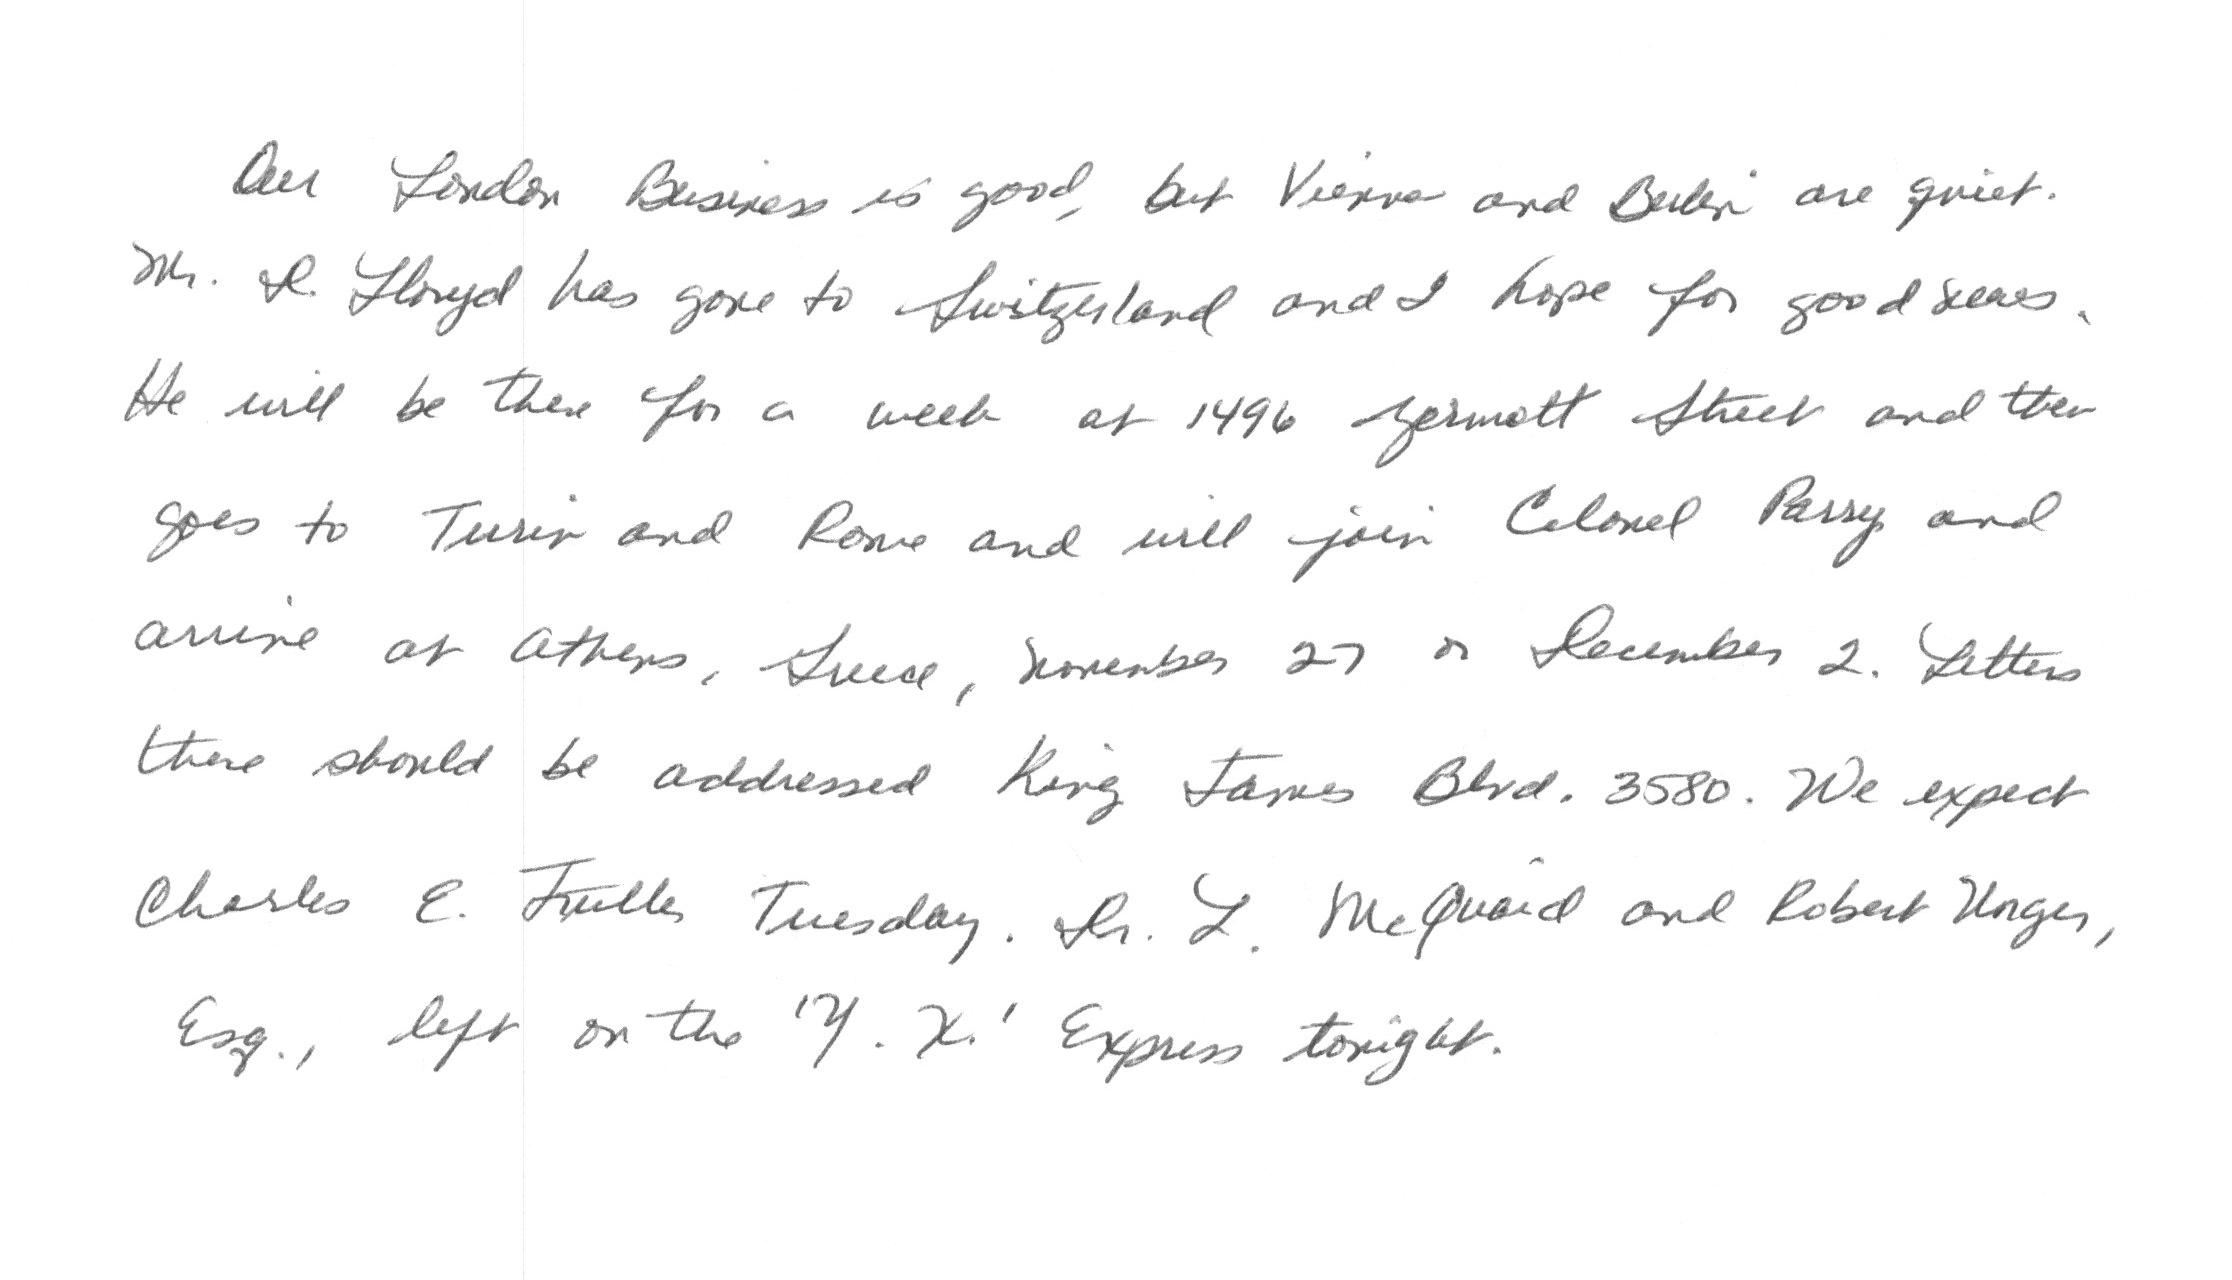 Our London Business is good, but Vienna and Berlin are quiet.
Mr. D. Lloyd has gone to Switzerland and I hope for good news.
He will be there for a week at 1496 Zermott Street and then
goes to Turin and Rome and will join Colonel Parry and
arrive at Athens, Greece, November 27 or December 2. Letters
there should be addressed King James Blvd. 3580. We expect
Charles E. Fuller Tuesday. Dr. L. McQuaid and Robert Unger,
Esq., left on the 'Y. X.' Express tonight.